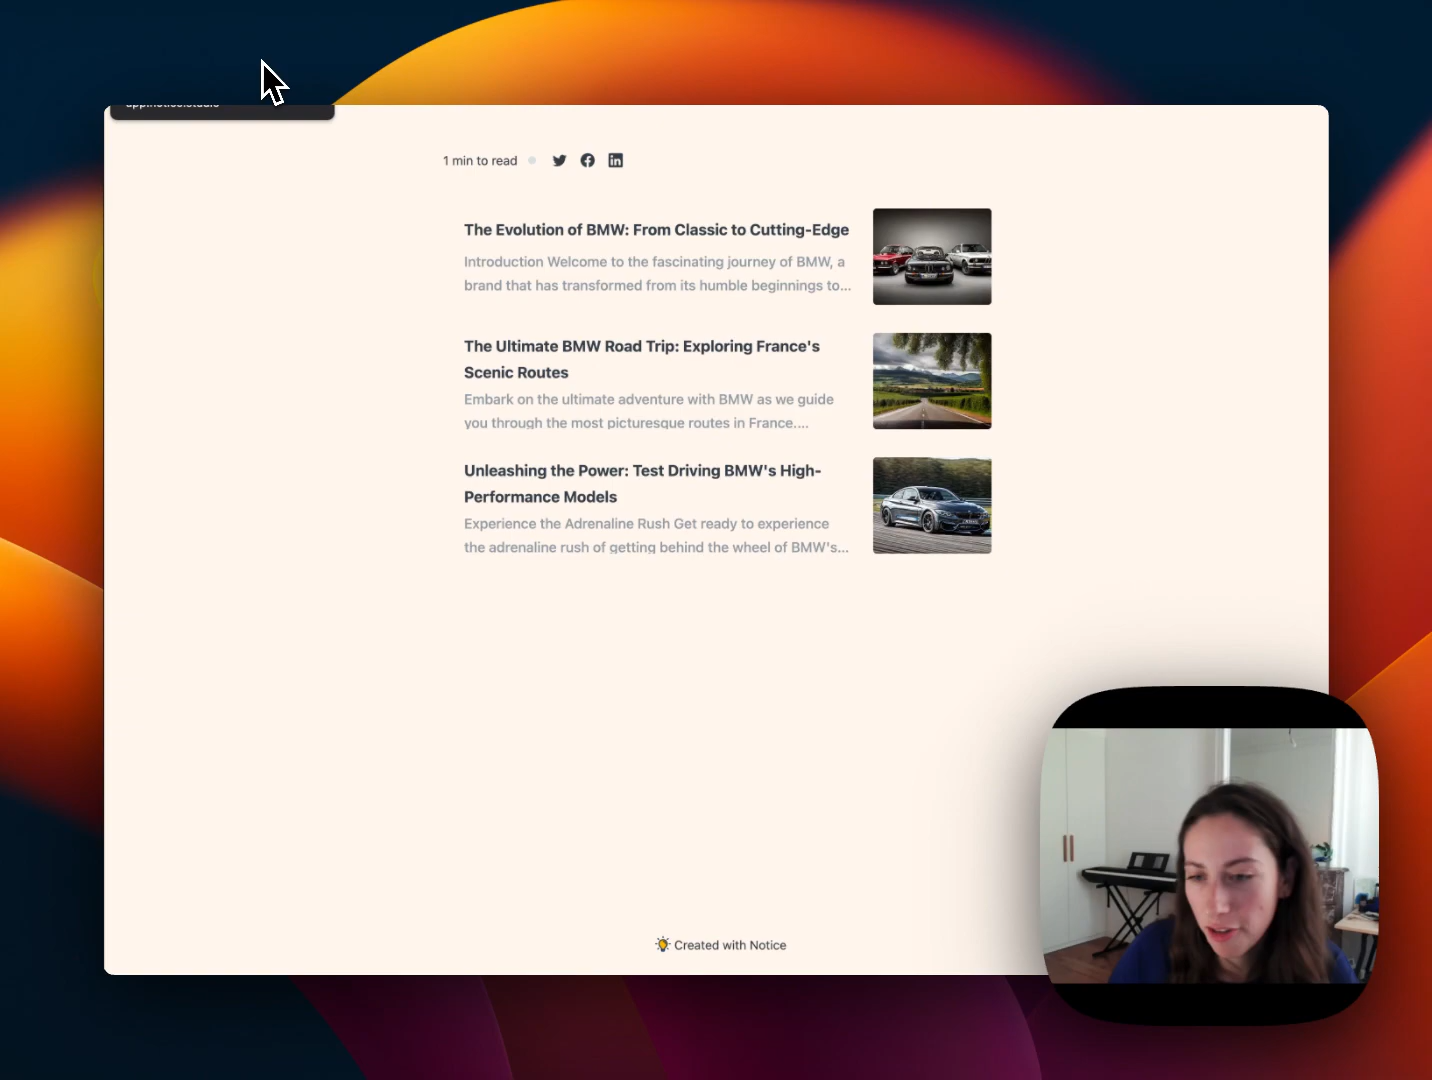 app.notice.studio
1 min to read
The Evolution of BMW: From Classic to Cutting-Edge
Introduction Welcome to the fascinating journey of BMW, a
brand that has transformed from its humble beginnings to...
The Ultimate BMW Road Trip: Exploring France's
Scenic Routes
Embark on the ultimate adventure with BMW as we guide
you through the most picturesque routes in France....
Unleashing the Power: Test Driving BMW's High-
Performance Models
Experience the Adrenaline Rush Get ready to experience
the adrenaline rush of getting behind the wheel of BMW's...
Created with Notice